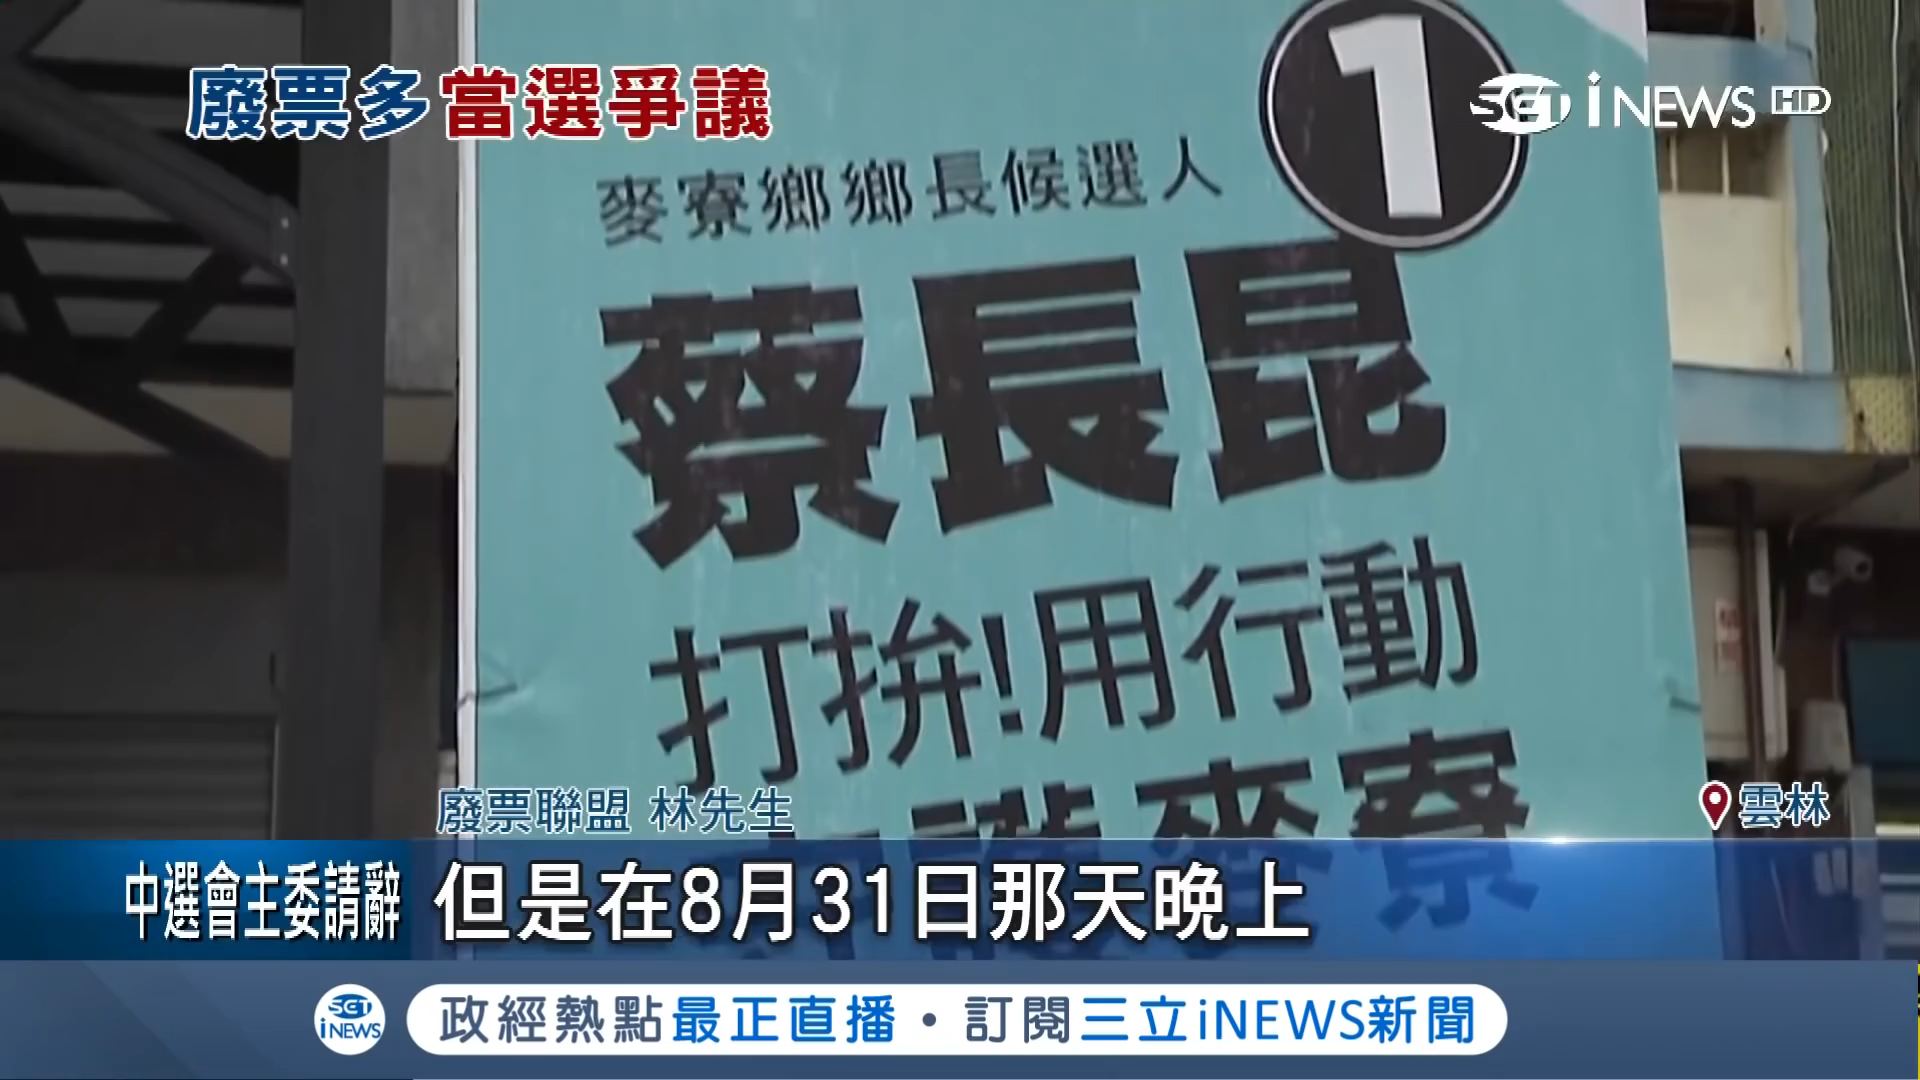 廢票多當選爭議
SET iNEWS HD
1
麥寮鄉鄉長候選人
蔡長昆
打拚!用行動
麥寮
廢票聯盟 林先生
雲林
中選會主委請辭
但是在8月31日那天晚上
SET iNEWS
政經熱點最正直播・訂閱三立iNEWS新聞